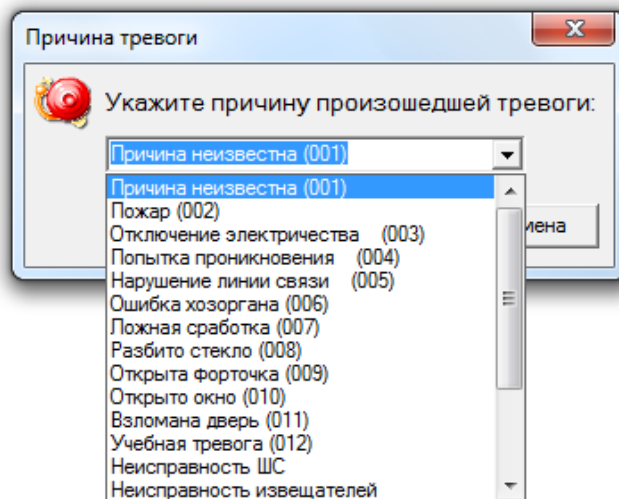 Причина тревоги
Укажите причину произошедшей тревоги:
Причина неизвестна (001)
Причина неизвестна (001)
Пожар (002)
Отключение электричества (003)
Попытка проникновения (004)
Нарушение линии связи (005)
Ошибка хозоргана (006)
Ложная сработка (007)
Разбито стекло (008)
Открыта форточка (009)
Открыто окно (010)
Взломана дверь (011)
Учебная тревога (012)
Неисправность ШС
Неисправность извещателей